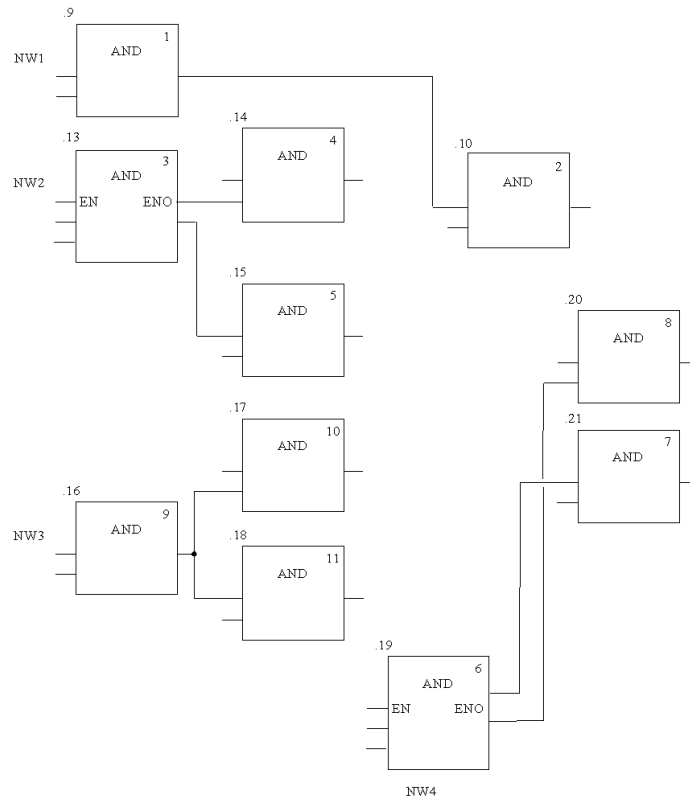 .9
1
AND
NW1
.14
4
AND
.13
3
AND
NW2
EN ENO
.10
2
AND
.15
5
AND
.20
8
AND
.17
10
AND
.21
7
AND
.16
9
AND
NW3
.18
11
AND
.19
6
AND
EN ENO
NW4